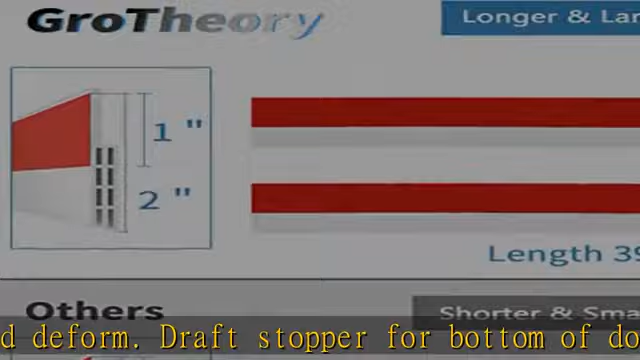 GroTheory
Longer & Lar
1 "
2 "
Length 39
Others
Shorter & Sma
d deform. Draft stopper for bottom of do